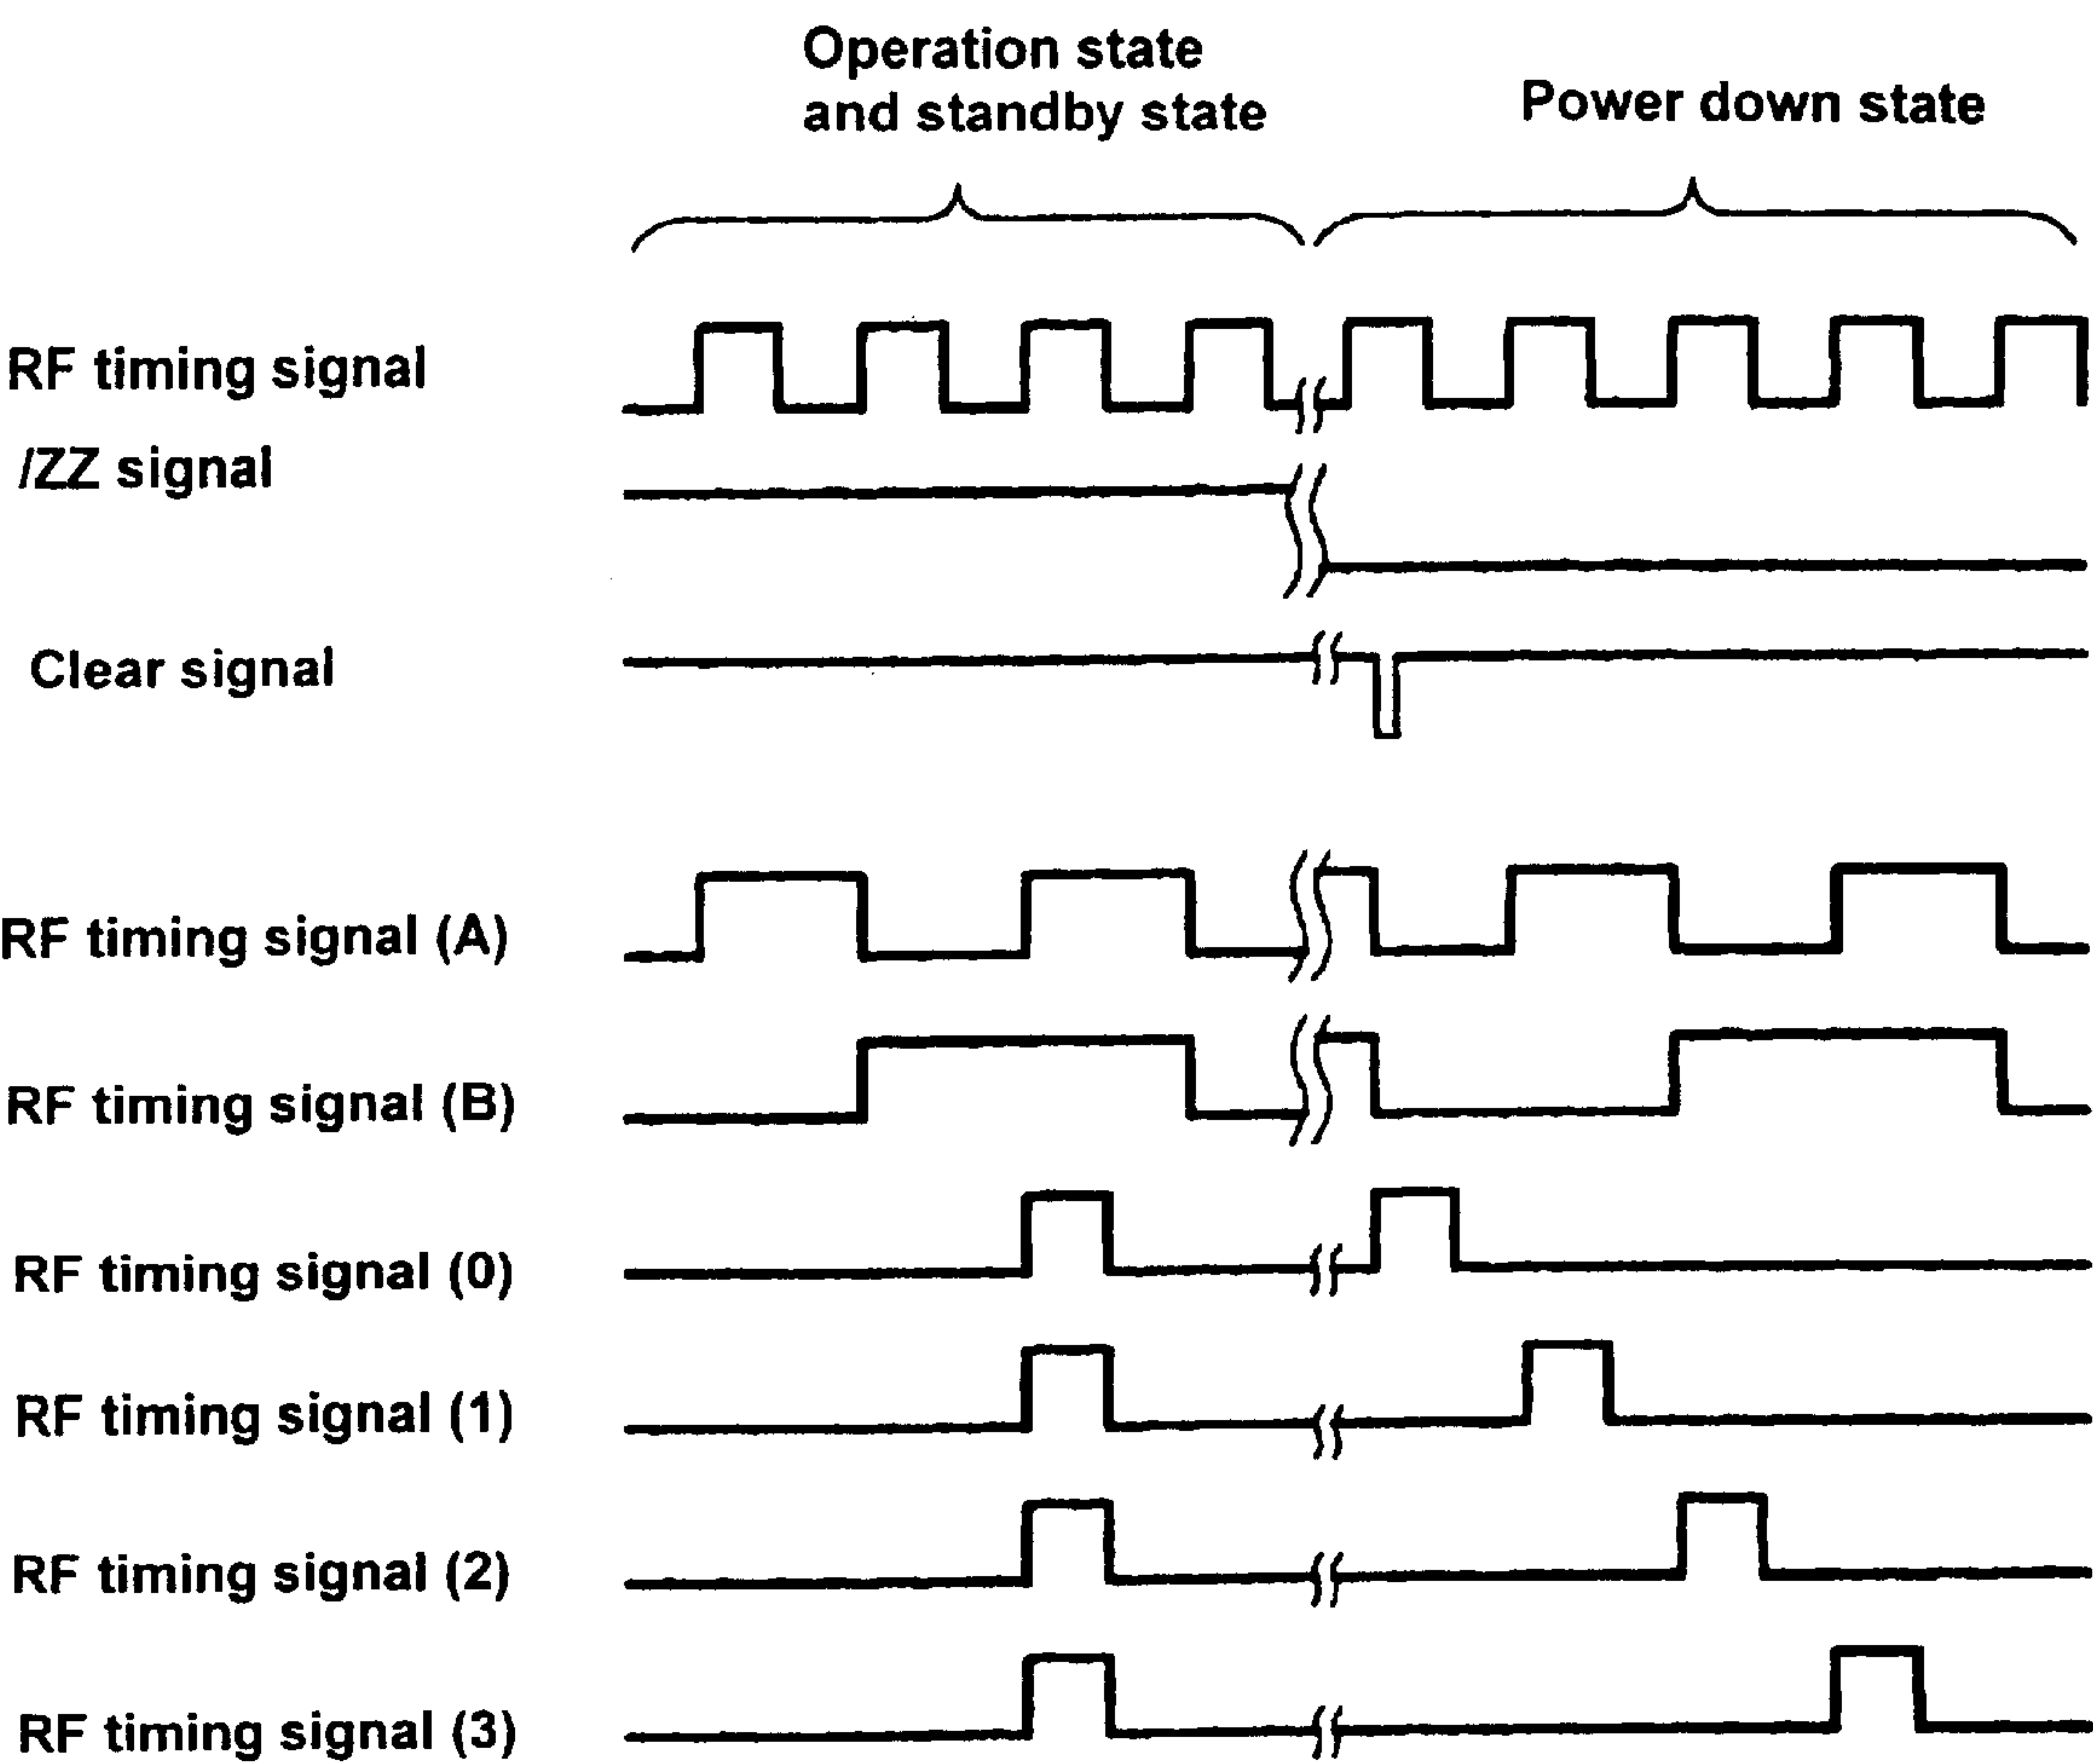 Operation state
and standby state
Power down state
RF timing signal
/ZZ signal
Clear signal
RF timing signal (A)
RF timing signal (B)
RF timing signal (0)
RF timing signal (1)
RF timing signal (2)
RF timing signal (3)